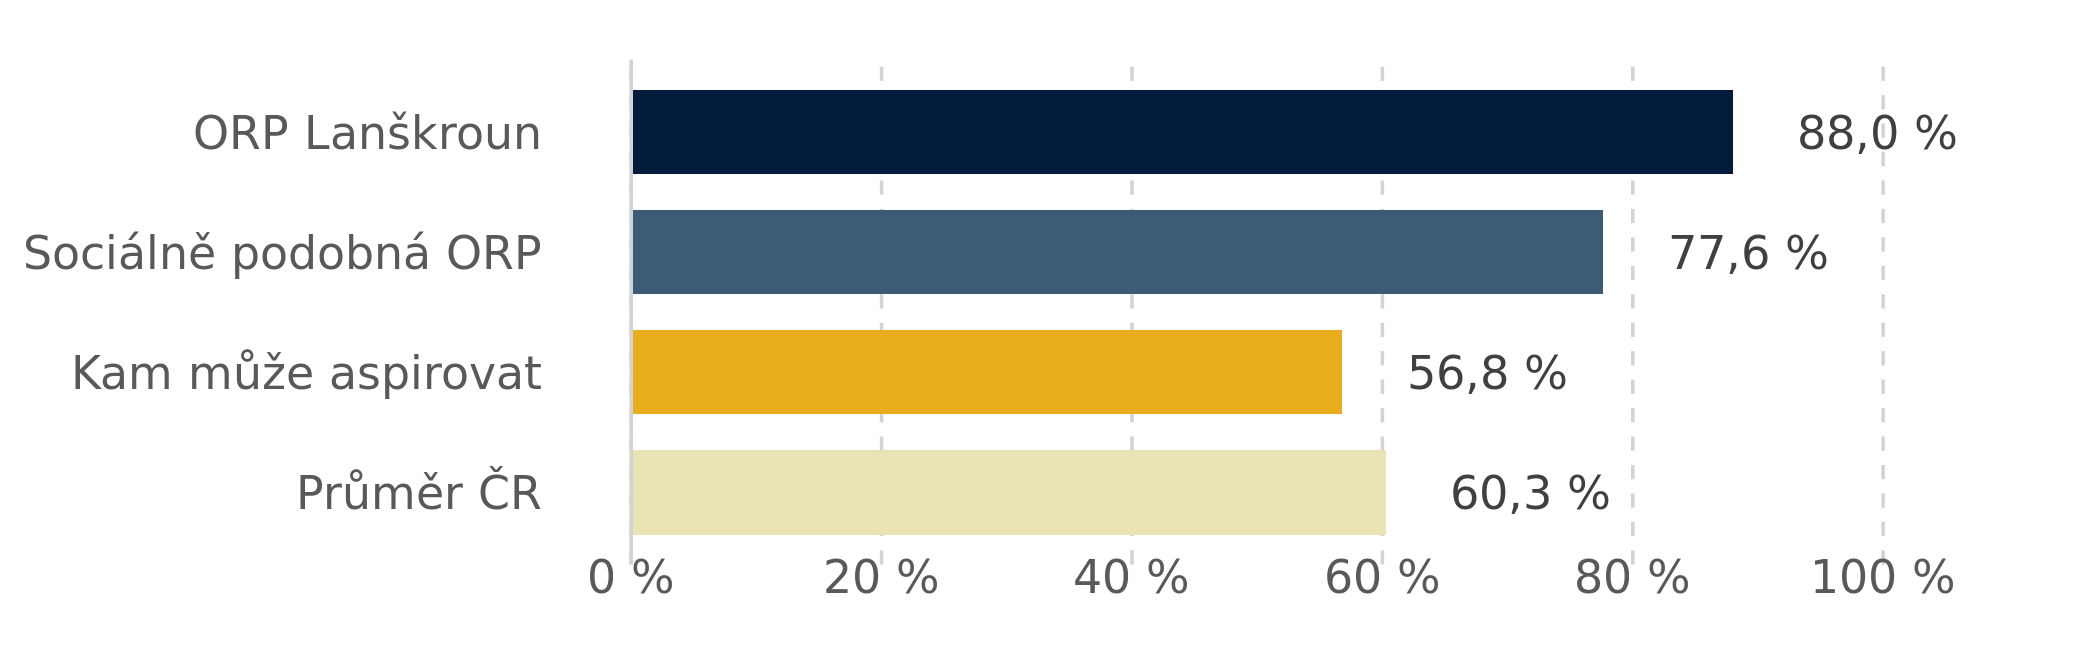 ORP Lanškroun 88,0 %
Sociálně podobná ORP 77,6 %
Kam může aspirovat 56,8 %
Průměr ČR 60,3 %
0 % 20 % 40 % 60 % 80 % 100 %